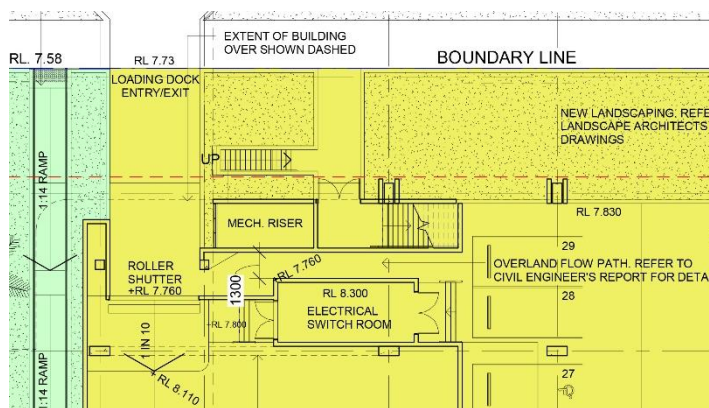 EXTENT OF BUILDING
OVER SHOWN DASHED
RL. 7.58
RL 7.73
BOUNDARY LINE
LOADING DOCK
ENTRY/EXIT
NEW LANDSCAPING. REFE
LANDSCAPE ARCHITECTS
DRAWINGS
UP
1:14 RAMP
RL 7.830
MECH. RISER
29
ROLLER
SHUTTER
+RL 7.760
+RL 7.760
OVERLAND FLOW PATH. REFER TO
CIVIL ENGINEER'S REPORT FOR DETA
1300
RL 8.300
ELECTRICAL
SWITCH ROOM
28
+RL 7.800
1 IN 10
1:14 RAMP
+ RL 8.110
27